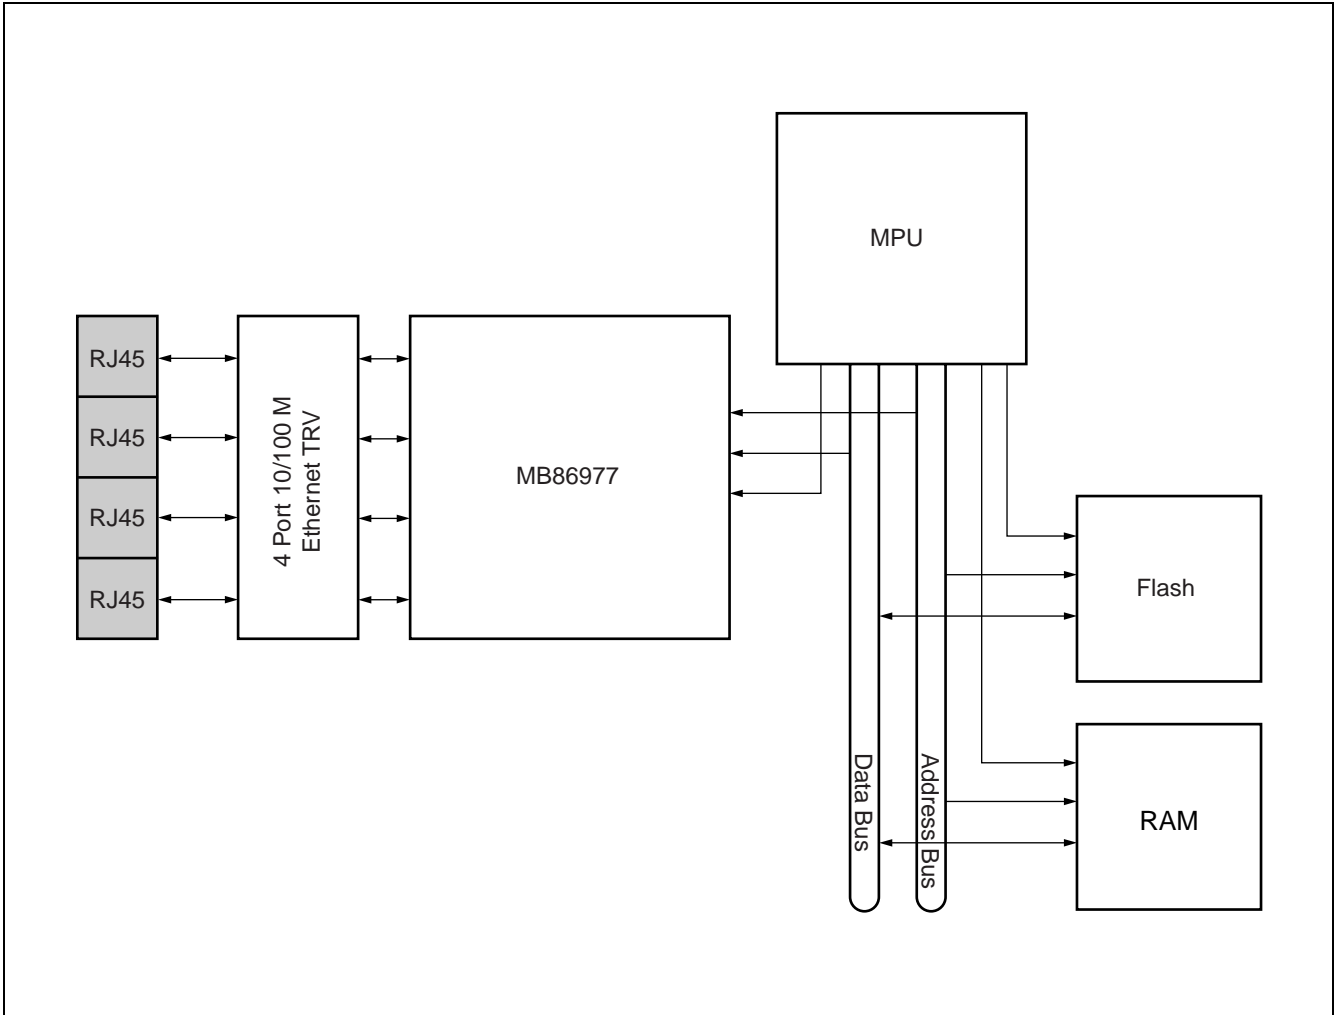 MPU
RJ45
RJ45
RJ45
RJ45
4 Port 10/100 M
Ethernet TRV
MB86977
Flash
Data Bus
Address Bus
RAM